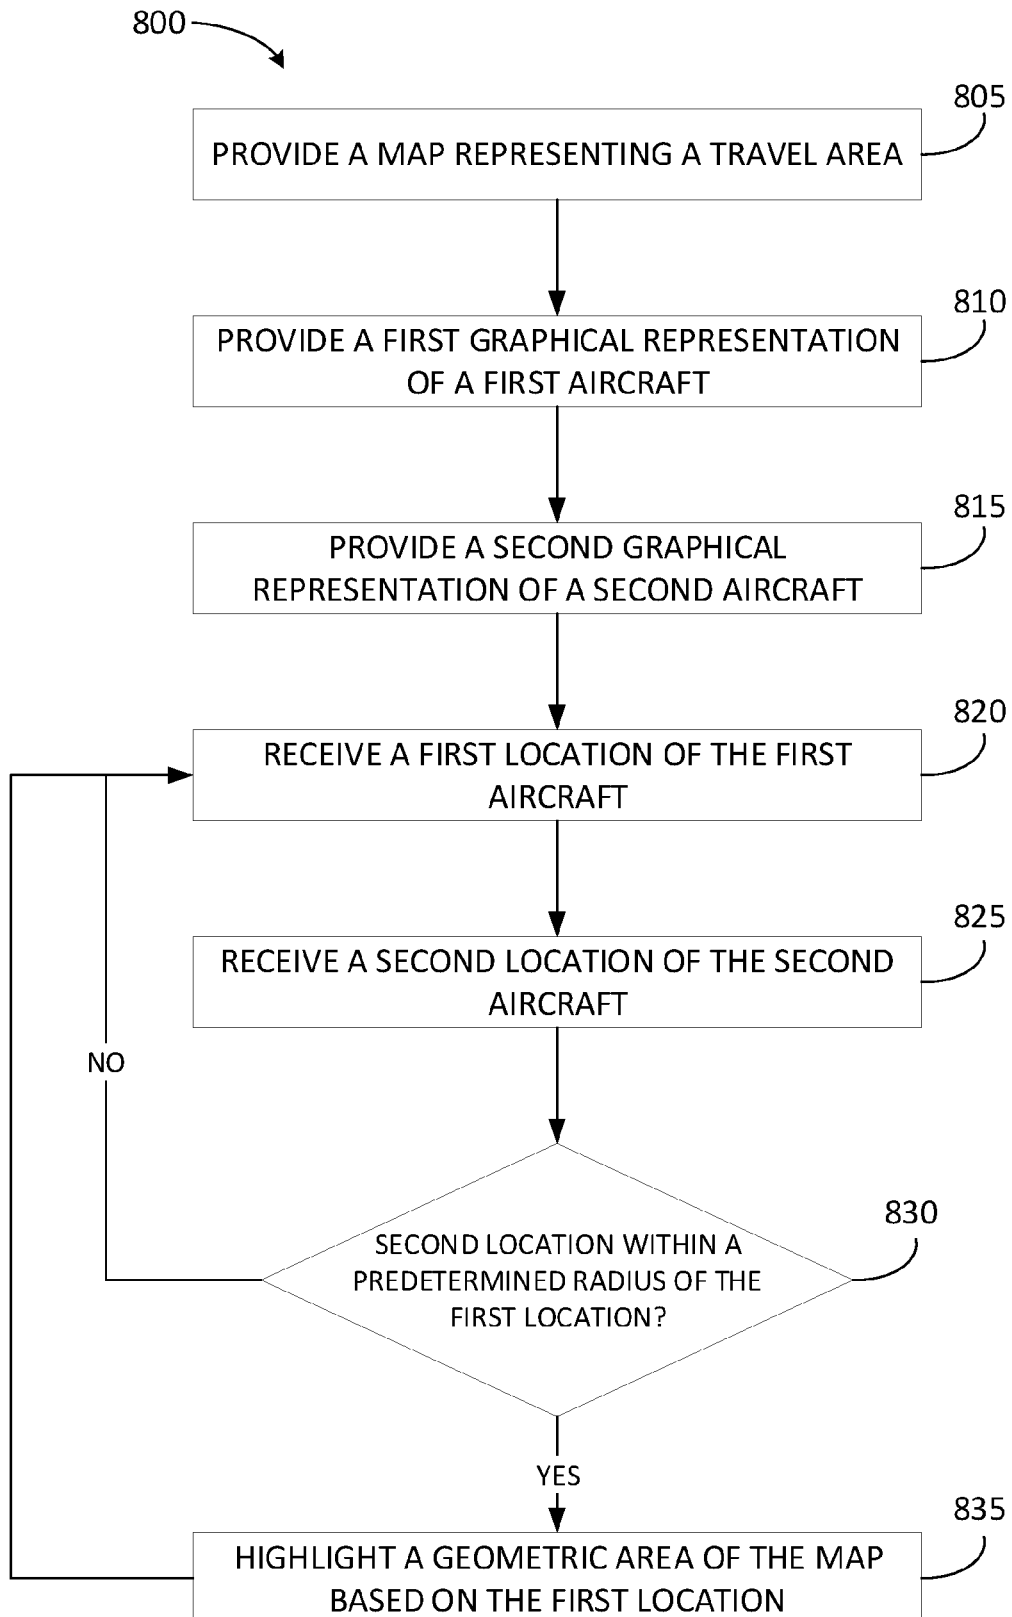 800
805
PROVIDE A MAP REPRESENTING A TRAVEL AREA
810
PROVIDE A FIRST GRAPHICAL REPRESENTATION
OF A FIRST AIRCRAFT
815
PROVIDE A SECOND GRAPHICAL
REPRESENTATION OF A SECOND AIRCRAFT
820
RECEIVE A FIRST LOCATION OF THE FIRST
AIRCRAFT
825
RECEIVE A SECOND LOCATION OF THE SECOND
AIRCRAFT
NO
830
SECOND LOCATION WITHIN A
PREDETERMINED RADIUS OF THE
FIRST LOCATION?
YES
835
HIGHLIGHT A GEOMETRIC AREA OF THE MAP
BASED ON THE FIRST LOCATION